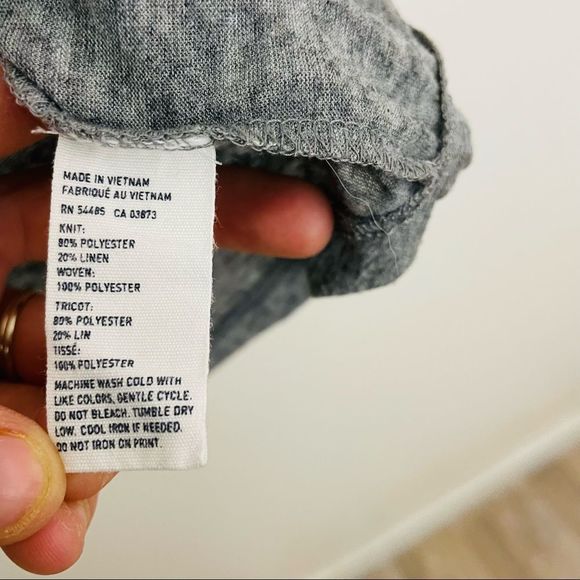 MADE IN VIETNAM
FABRIQUÉ AU VIETNAM
RN 54485 CA 03873
KNIT:
80% POLYESTER
20% LINEN
WOVEN:
100% POLYESTER
TRICOT:
80% POLYESTER
20% LIN
TISSÉ:
100% POLYESTER
MACHINE WASH COLD WITH
LIKE COLORS, GENTLE CYCLE.
DO NOT BLEACH. TUMBLE DRY
LOW. COOL IRON IF NEEDED.
DO NOT IRON ON PRINT.